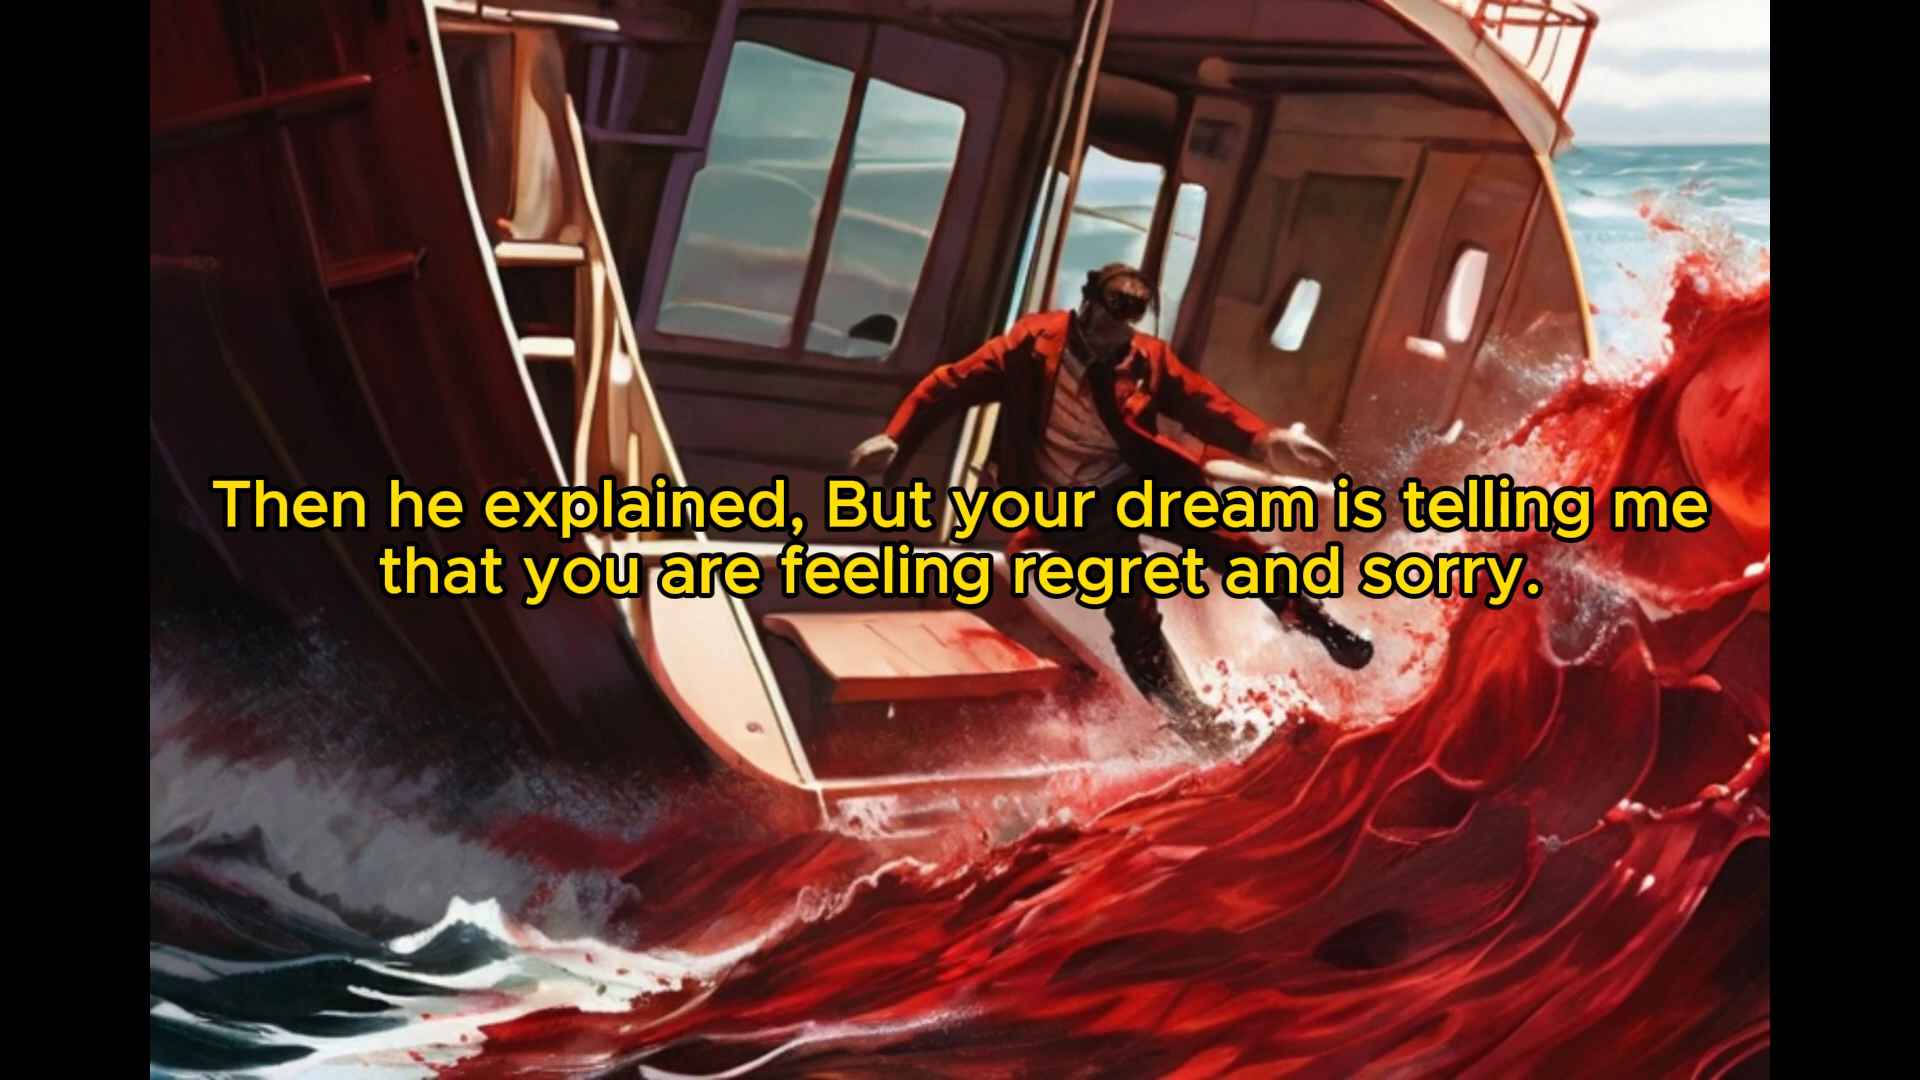 Then he explained, But your dream is telling me
that you are feeling regret and sorry.